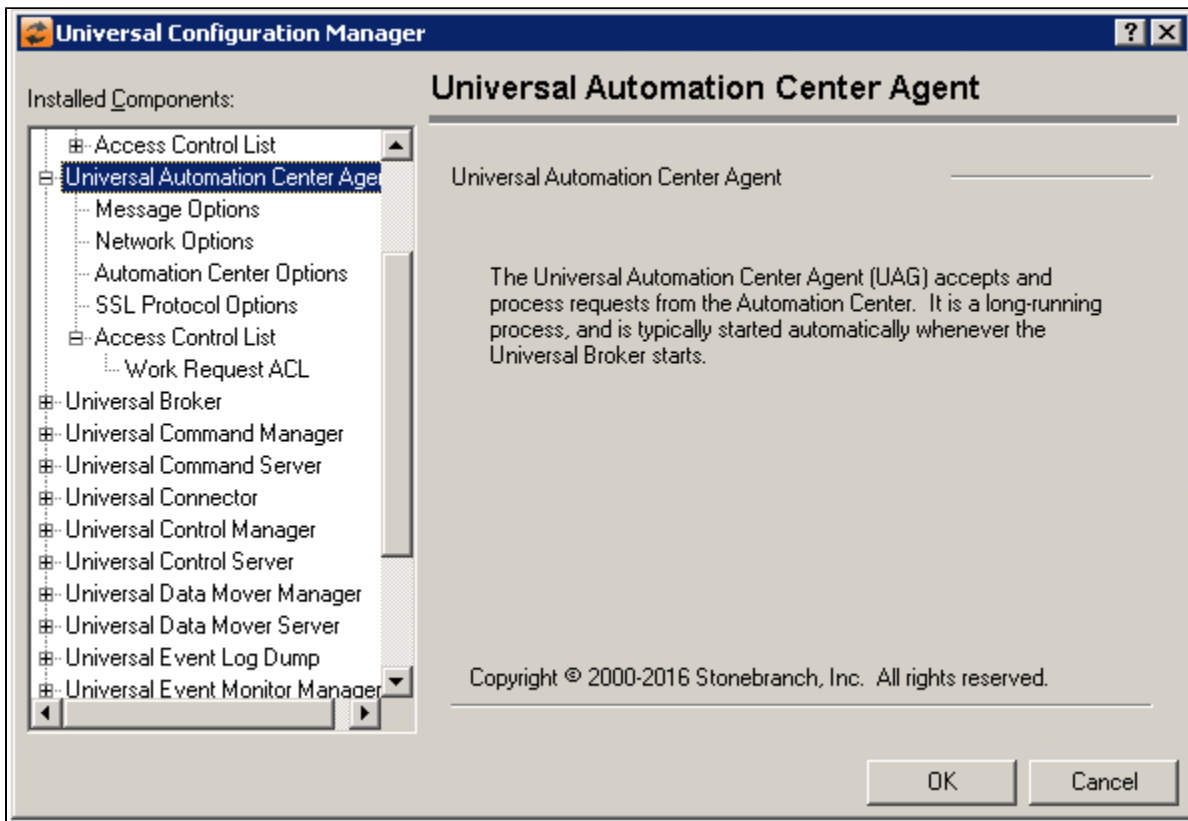 Universal Configuration Manager
Installed Components:
Access Control List
Universal Automation Center Agen
Message Options
Network Options
Automation Center Options
SSL Protocol Options
Access Control List
Work Request ACL
Universal Broker
Universal Command Manager
Universal Command Server
Universal Connector
Universal Control Manager
Universal Control Server
Universal Data Mover Manager
Universal Data Mover Server
Universal Event Log Dump
Universal Event Monitor Manager
Universal Automation Center Agent
Universal Automation Center Agent
The Universal Automation Center Agent (UAG) accepts and
process requests from the Automation Center. It is a long-running
process, and is typically started automatically whenever the
Universal Broker starts.
Copyright © 2000-2016 Stonebranch, Inc. All rights reserved.
OK
Cancel